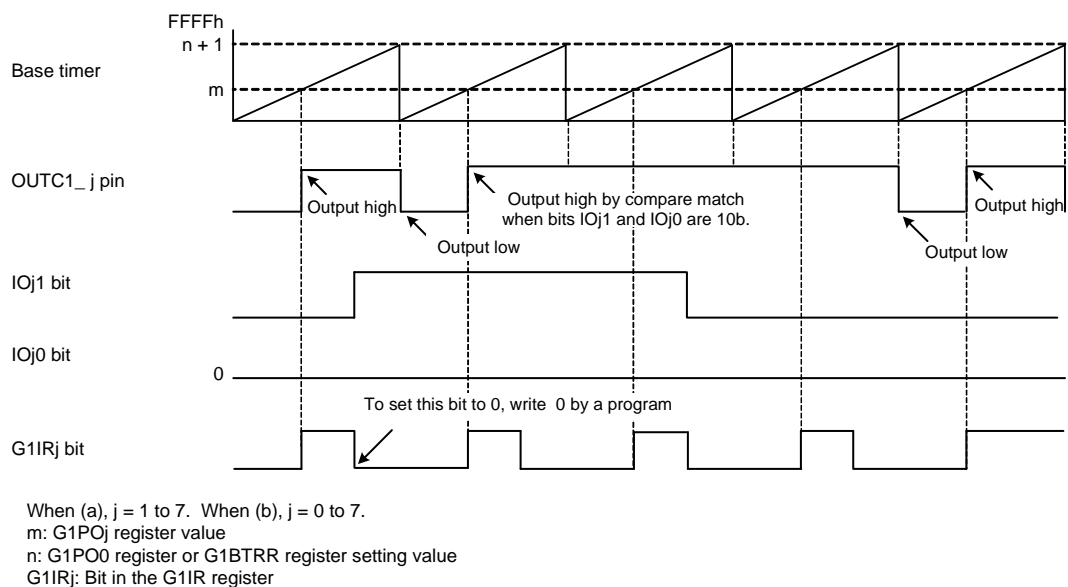 FFFFh
n + 1
Base timer
m
OUTC1_ j pin
Output high
Output low
Output high by compare match
when bits IOj1 and IOj0 are 10b.
Output high
Output low
IOj1 bit
IOj0 bit
0
To set this bit to 0, write 0 by a program
G1IRj bit
When (a), j = 1 to 7. When (b), j = 0 to 7.
m: G1POj register value
n: G1PO0 register or G1BTRR register setting value
G1IRj: Bit in the G1IR register